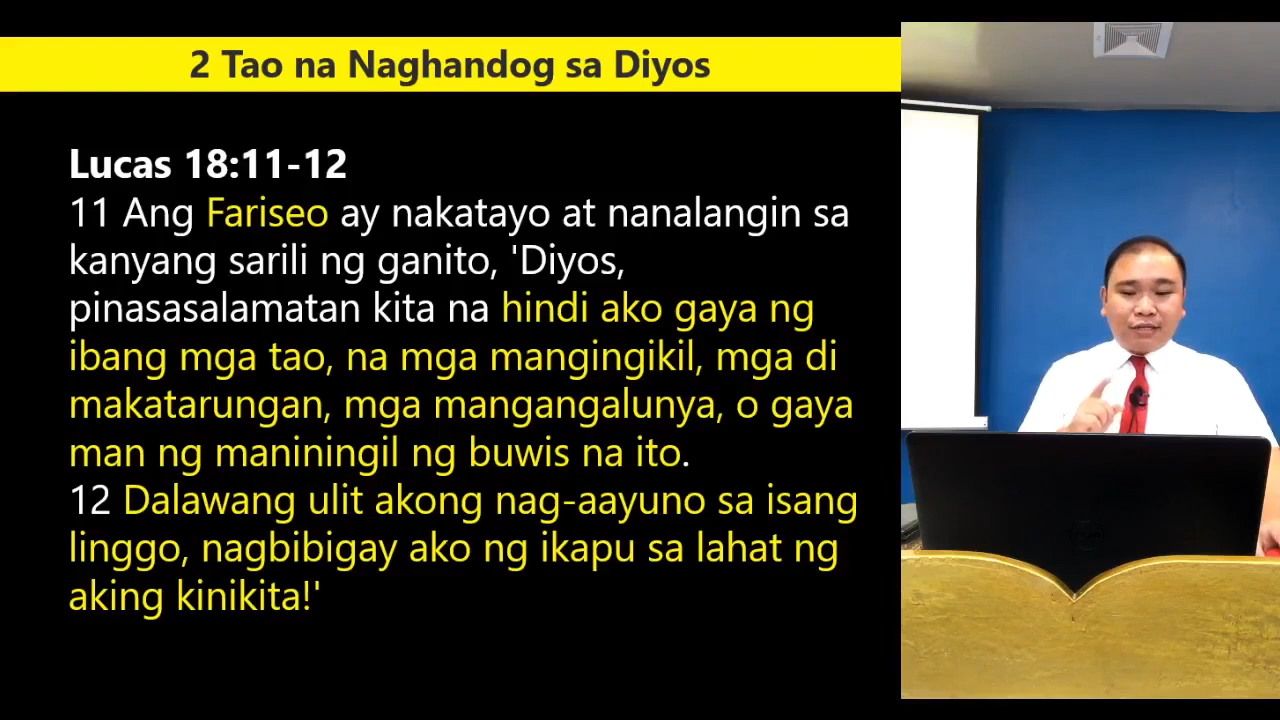 2 Tao na Naghandog sa Diyos
Lucas 18:11-12
11 Ang Fariseo ay nakatayo at nanalangin sa
kanyang sarili ng ganito, 'Diyos,
pinasasalamatan kita na hindi ako gaya ng
ibang mga tao, na mga mangingikil, mga di
makatarungan, mga mangangalunya, o gaya
man ng maniningil ng buwis na ito.
12 Dalawang ulit akong nag-aayuno sa isang
linggo, nagbibigay ako ng ikapu sa lahat ng
aking kinikita!'